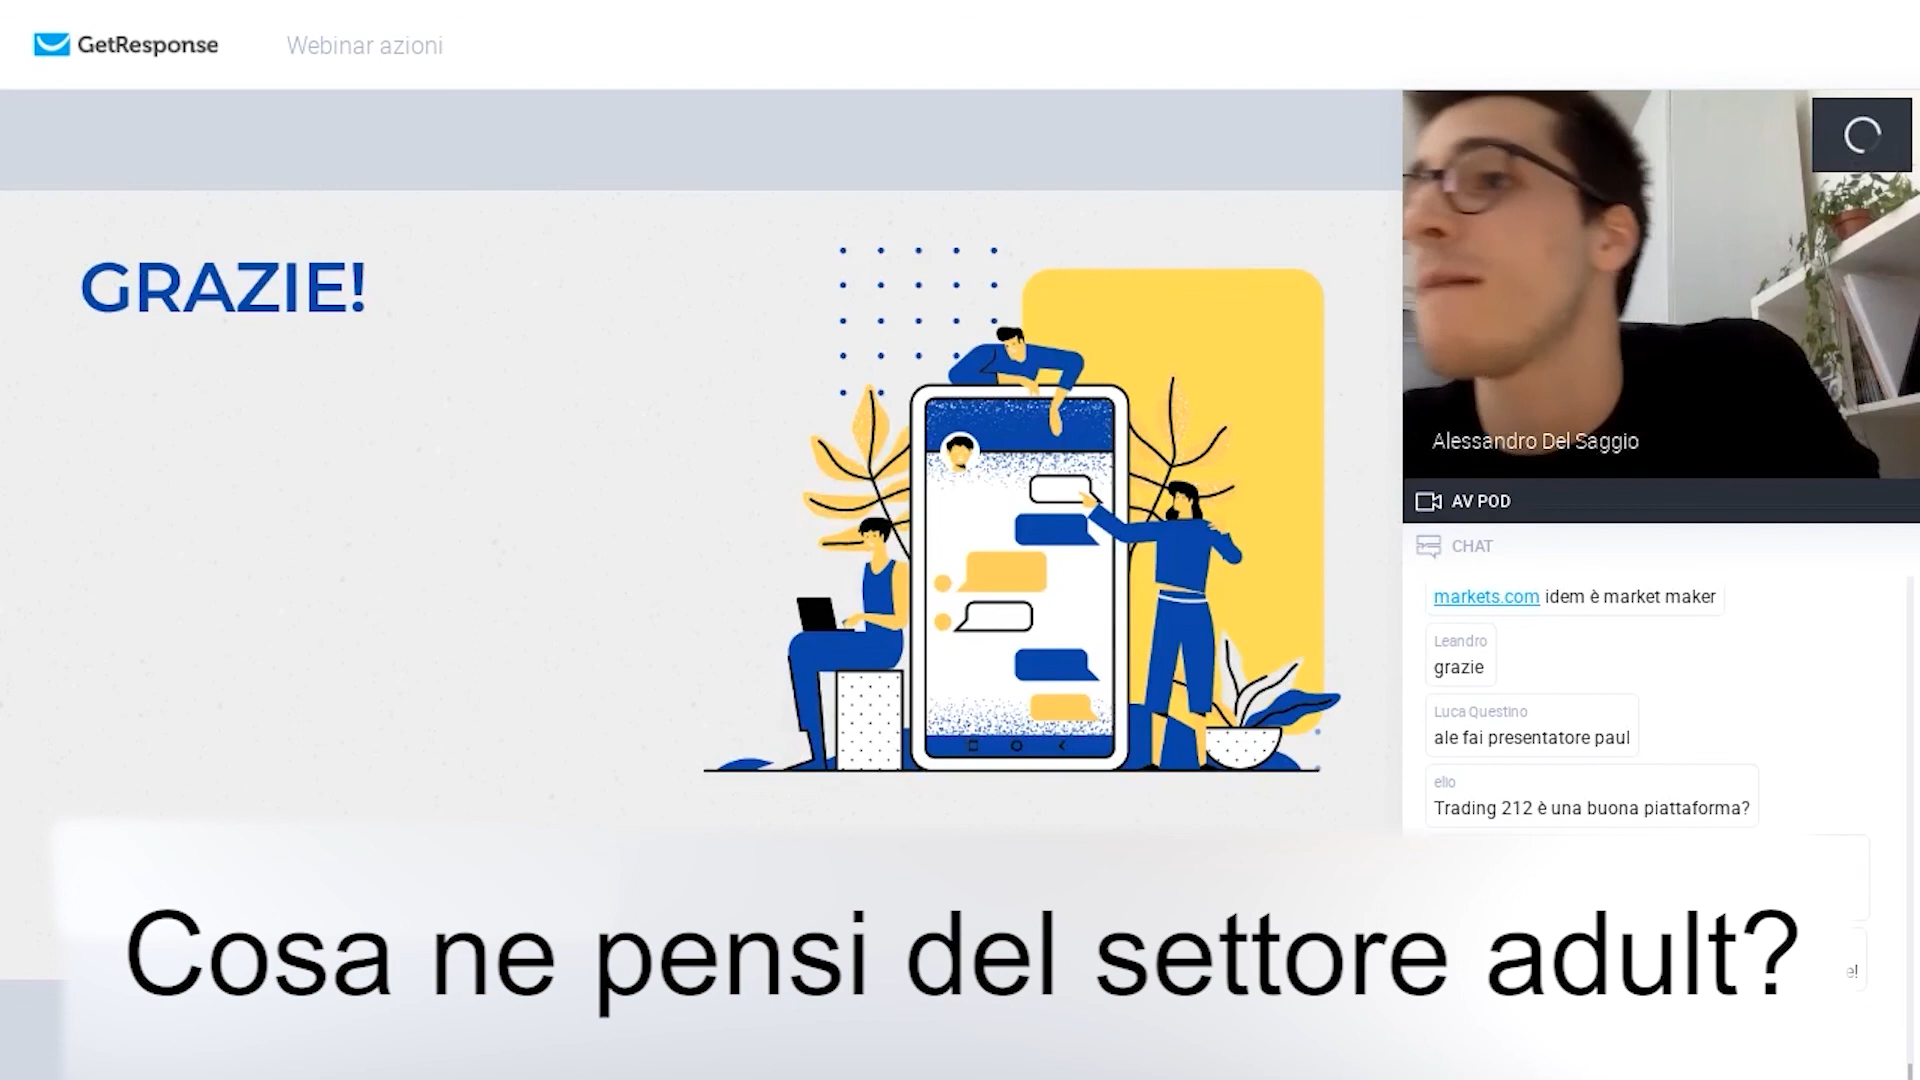 GetResponse
Webinar azioni
GRAZIE!
Alessandro Del Saggio
AV POD
CHAT
markets.com idem è market maker
Leandro
grazie
Luca Questino
ale fai presentatore paul
elio
Trading 212 è una buona piattaforma?
e!
Cosa ne pensi del settore adult?